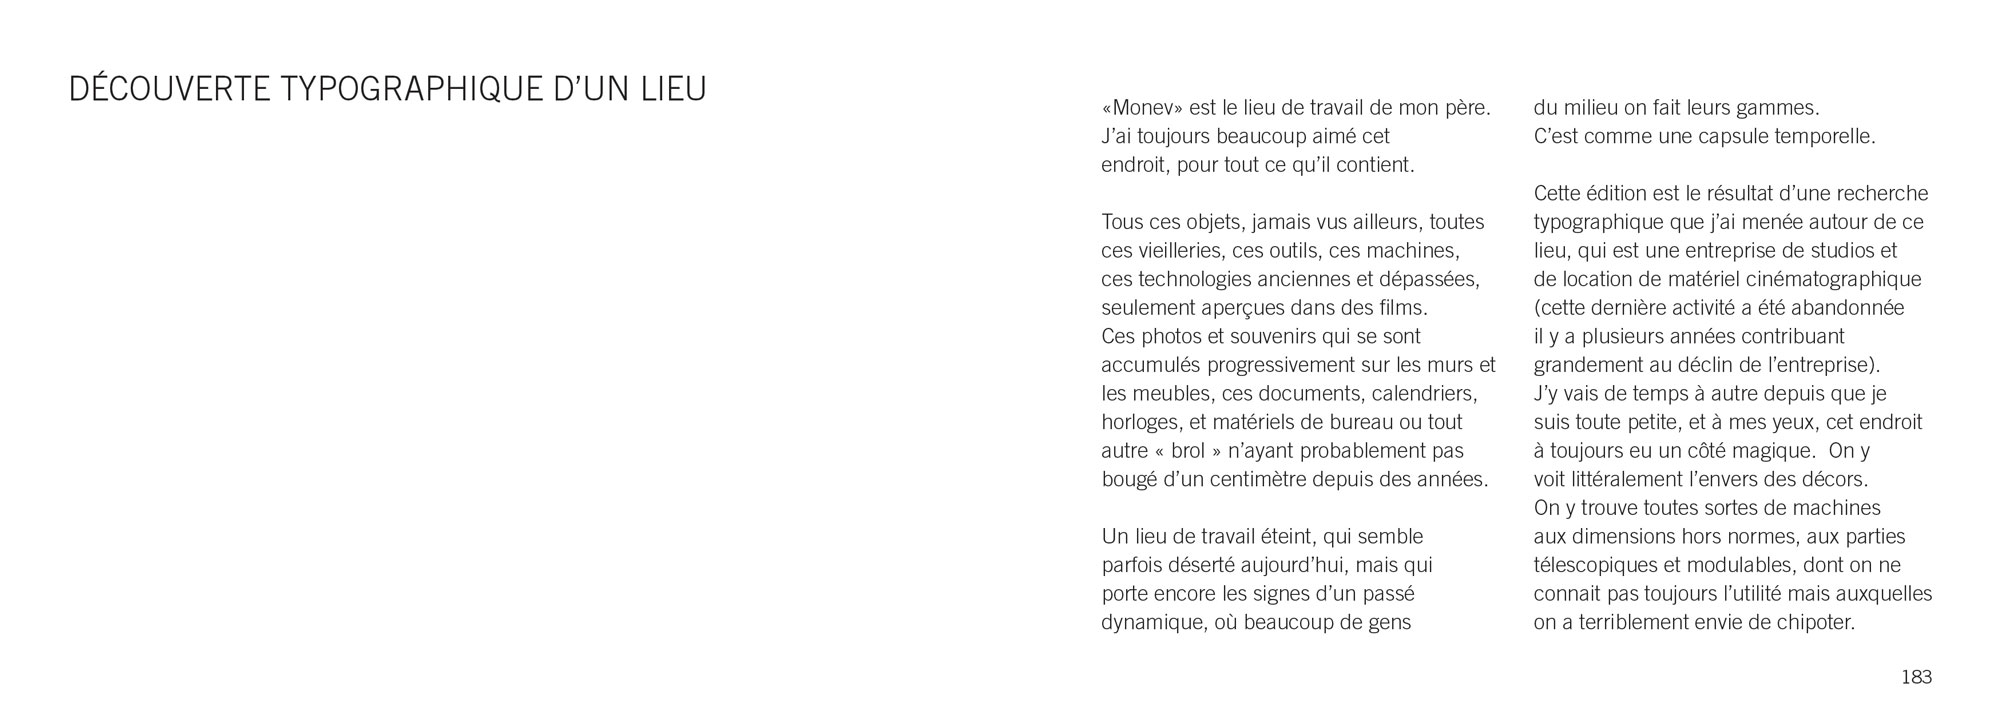 DÉCOUVERTE TYPOGRAPHIQUE D’UN LIEU
«Monev» est le lieu de travail de mon père.
J’ai toujours beaucoup aimé cet
endroit, pour tout ce qu’il contient.
Tous ces objets, jamais vus ailleurs, toutes
ces vieilleries, ces outils, ces machines,
ces technologies anciennes et dépassées,
seulement aperçues dans des films.
Ces photos et souvenirs qui se sont
accumulés progressivement sur les murs et
les meubles, ces documents, calendriers,
horloges, et matériels de bureau ou tout
autre « brol » n’ayant probablement pas
bougé d’un centimètre depuis des années.
Un lieu de travail éteint, qui semble
parfois déserté aujourd’hui, mais qui
porte encore les signes d’un passé
dynamique, où beaucoup de gens
du milieu on fait leurs gammes.
C’est comme une capsule temporelle.
Cette édition est le résultat d’une recherche
typographique que j’ai menée autour de ce
lieu, qui est une entreprise de studios et
de location de matériel cinématographique
(cette dernière activité a été abandonnée
il y a plusieurs années contribuant
grandement au déclin de l’entreprise).
J’y vais de temps à autre depuis que je
suis toute petite, et à mes yeux, cet endroit
à toujours eu un côté magique.  On y
voit littéralement l’envers des décors.
On y trouve toutes sortes de machines
aux dimensions hors normes, aux parties
télescopiques et modulables, dont on ne
connait pas toujours l’utilité mais auxquelles
on a terriblement envie de chipoter.
183